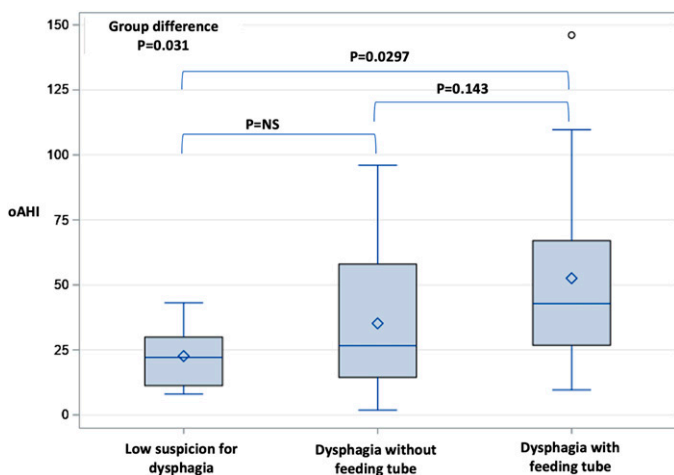 150
Group difference
P=0.031
P=0.0297
125
P=0.143
P=NS
100
oAHI
75
50
25
0
Low suspicion for
dysphagia
Dysphagia without
feeding tube
Dysphagia with
feeding tube